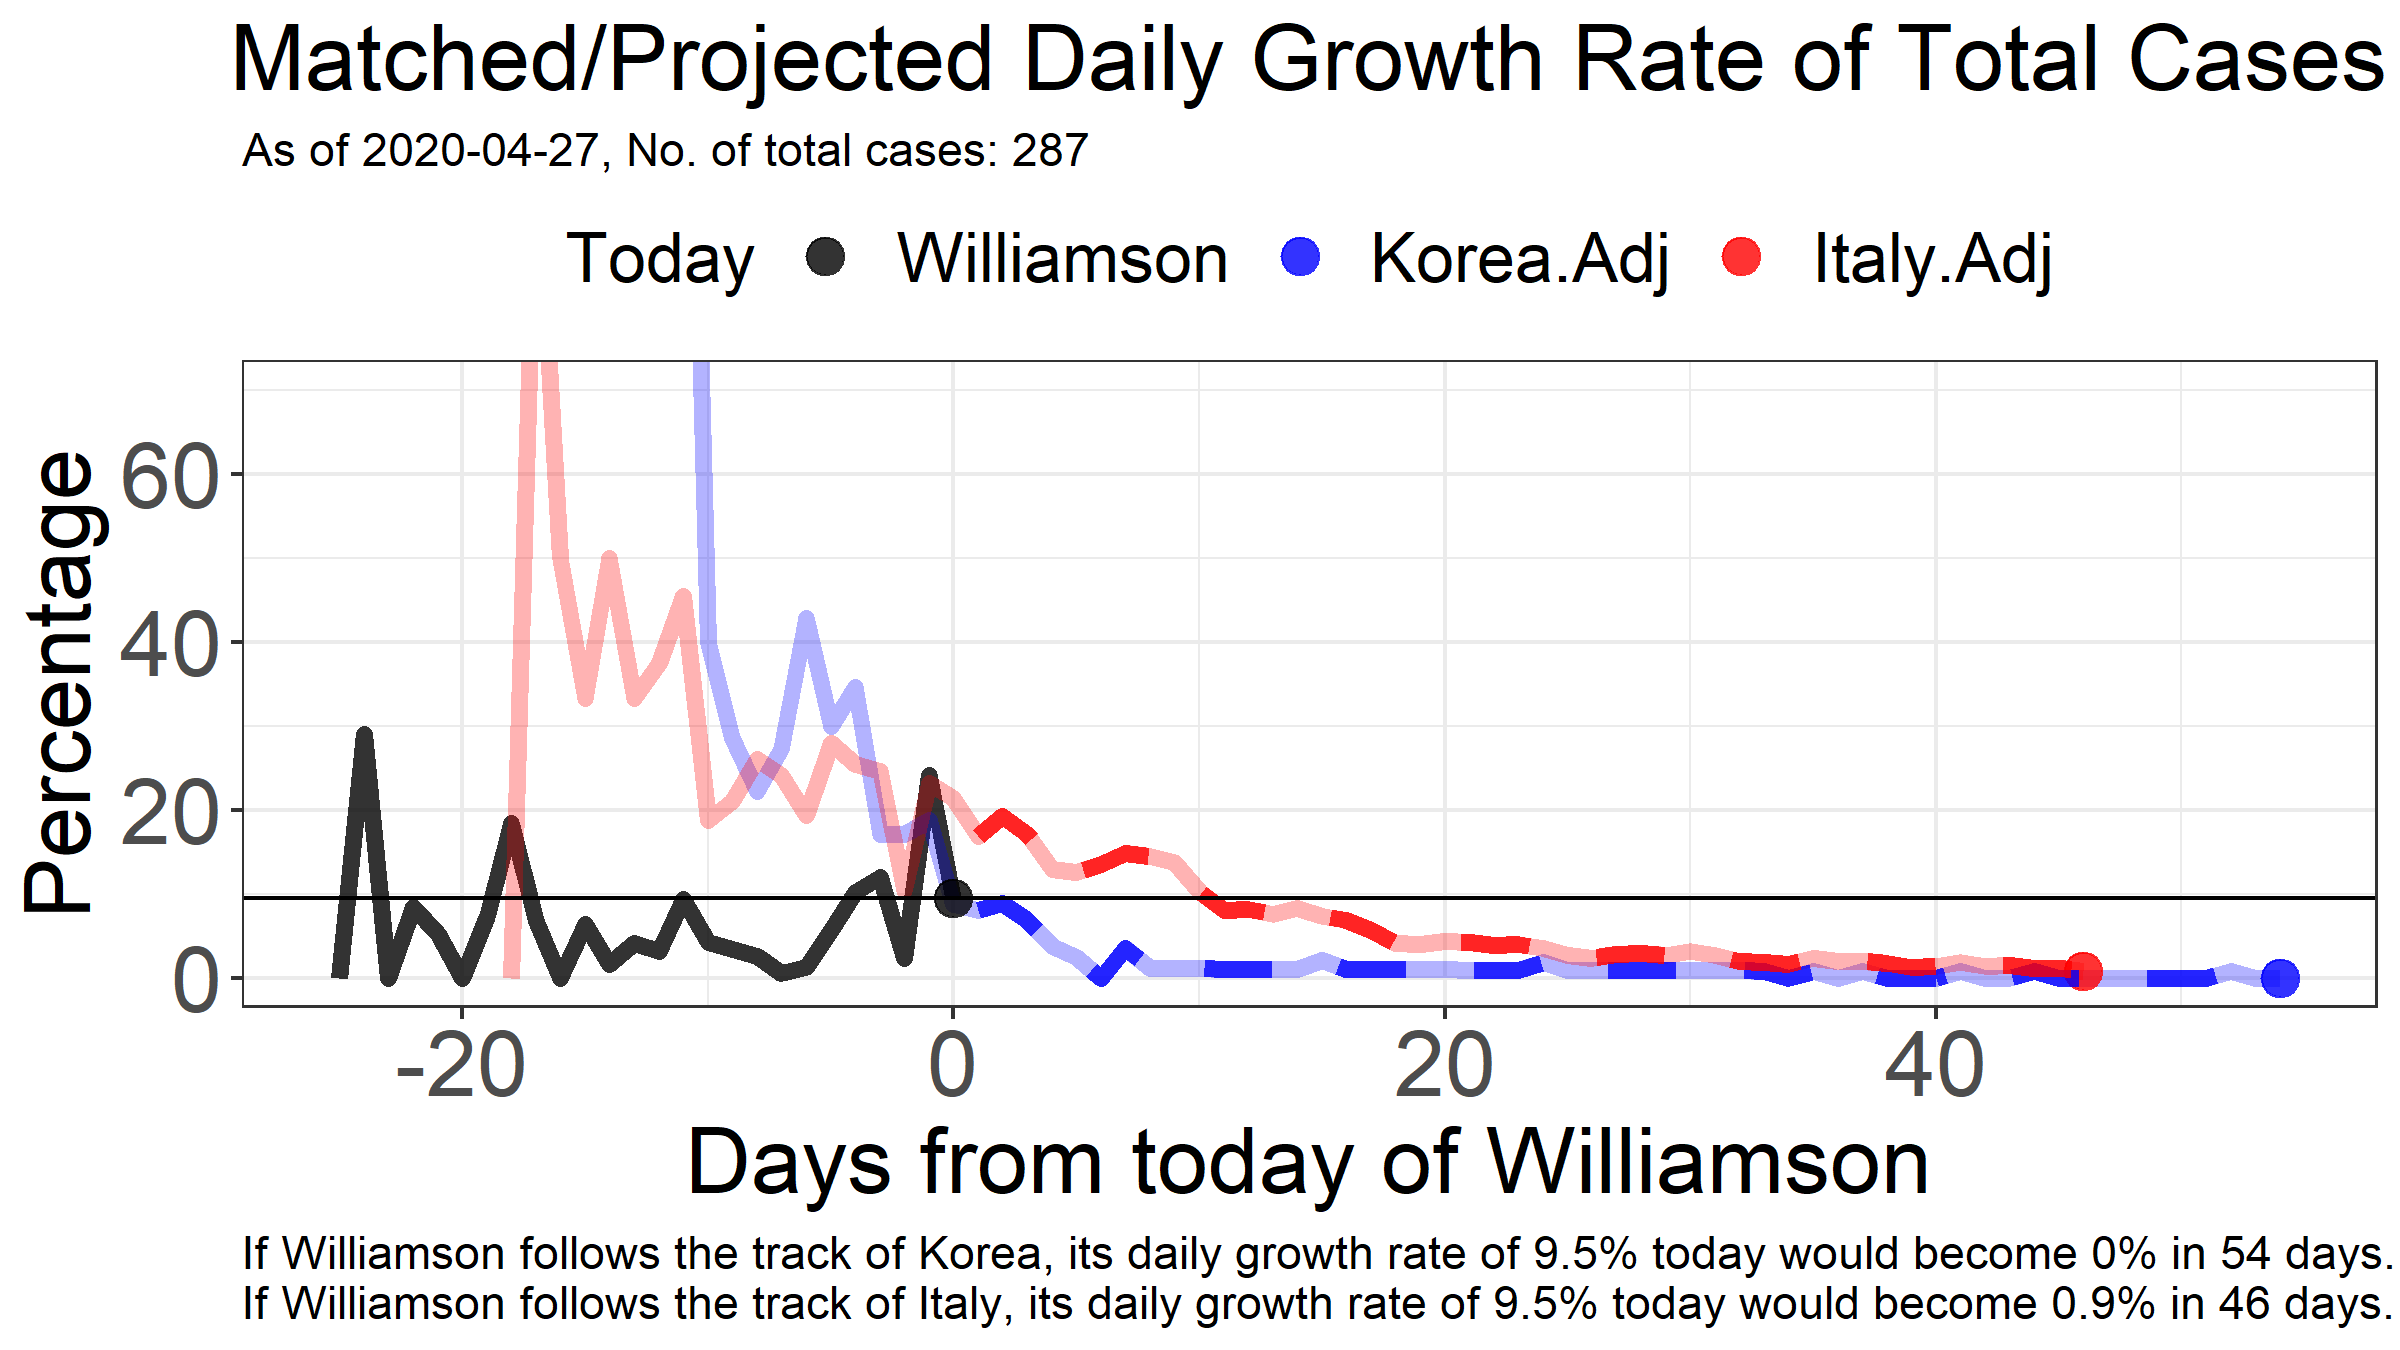 Matched/Projected Daily Growth Rate of Total Cases
As of 2020-04-27, No. of total cases: 287
Today Williamson Korea.Adj Italy.Adj
Percentage
60
40
20
0
-20 0 20 40
Days from today of Williamson
If Williamson follows the track of Korea, its daily growth rate of 9.5% today would become 0% in 54 days.
If Williamson follows the track of Italy, its daily growth rate of 9.5% today would become 0.9% in 46 days.